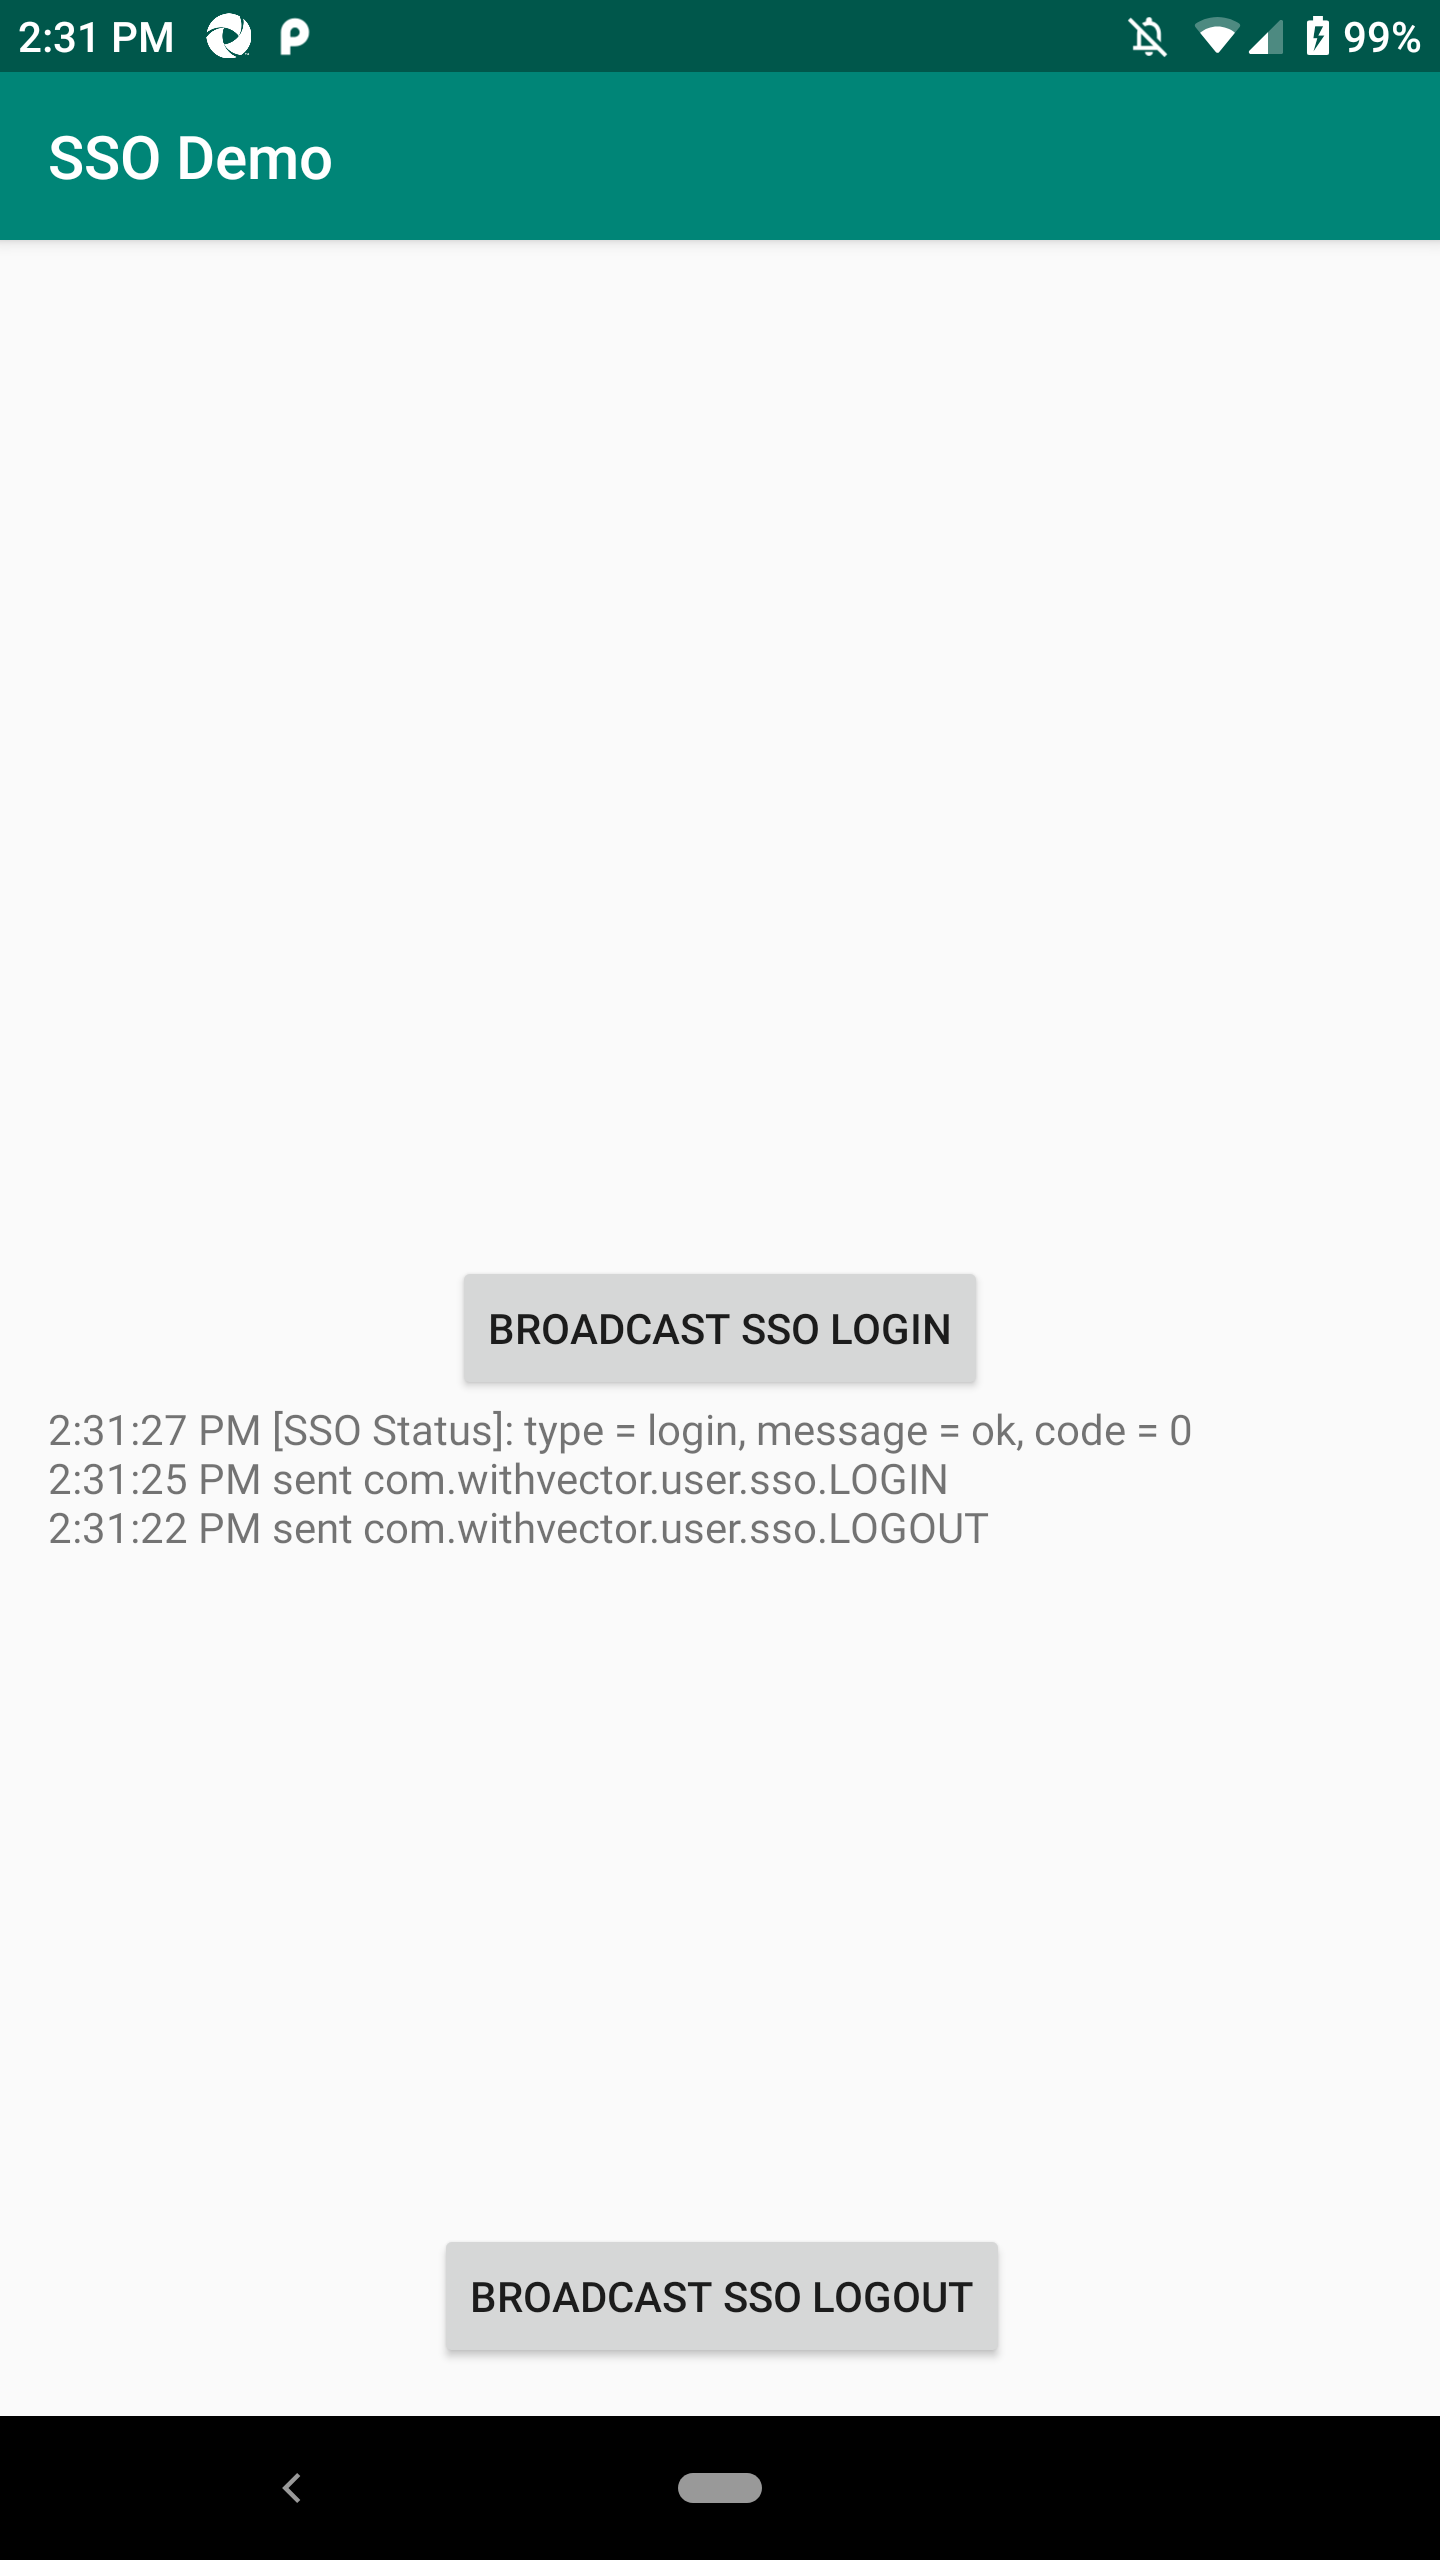 2:31 PM
99%
SSO Demo
BROADCAST SSO LOGIN
2:31:27 PM [SSO Status]: type = login, message = ok, code = 0
2:31:25 PM sent com.withvector.user.sso.LOGIN
2:31:22 PM sent com.withvector.user.sso.LOGOUT
BROADCAST SSO LOGOUT